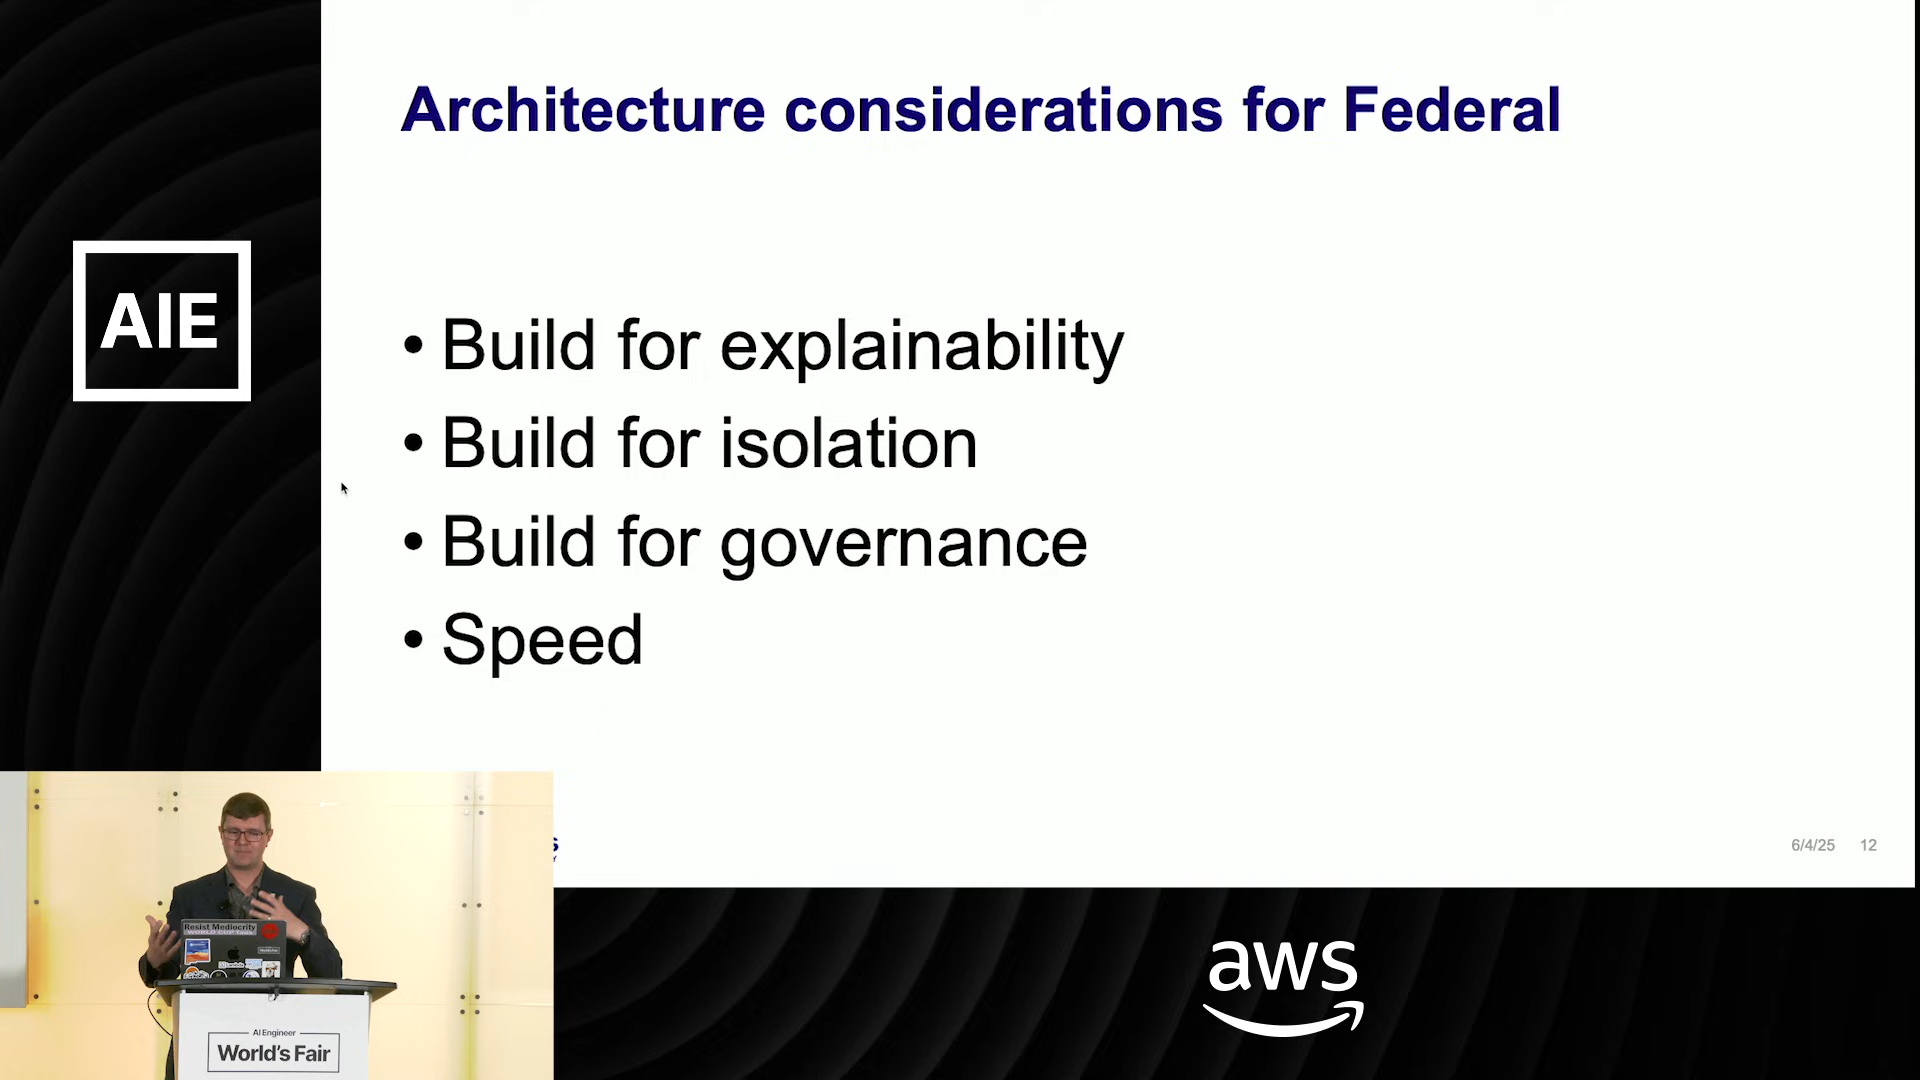 Architecture considerations for Federal
AIE
• Build for explainability
• Build for isolation
• Build for governance
• Speed
6/4/25 12
Resist Mediocrity
AI Engineer
World's Fair
aws